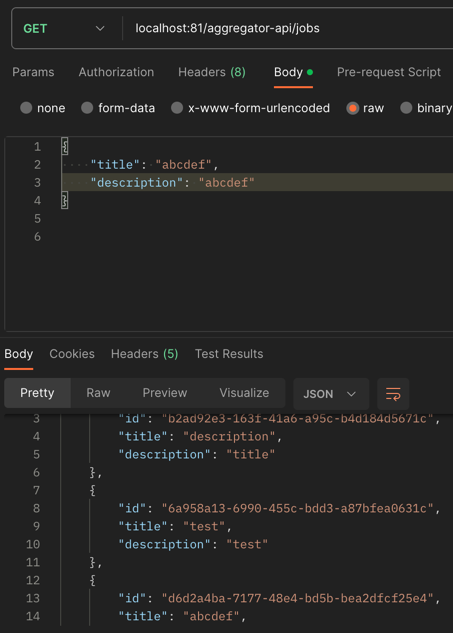 GET localhost:81/aggregator-api/jobs
Params Authorization Headers (8) Body Pre-request Script
none form-data x-www-form-urlencoded raw binary
1 {
2 "title": "abcdef",
3 "description": "abcdef"
4 }
5
6
Body Cookies Headers (5) Test Results
Pretty Raw Preview Visualize JSON
3 "id": "b2ad92e3-163f-41a6-a95c-b4d184d5671c",
4 "title": "description",
5 "description": "title"
6 },
7 {
8 "id": "6a958a13-6990-455c-bdd3-a87bfea0631c",
9 "title": "test",
10 "description": "test"
11 },
12 {
13 "id": "d6d2a4ba-7177-48e4-bd5b-bea2dfcf25e4",
14 "title": "abcdef",